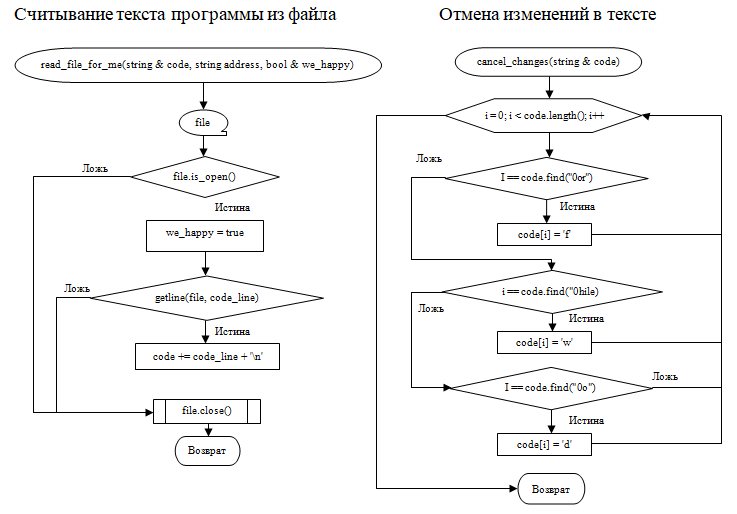 Считывание текста программы из файла
read_file_for_me(string & code, string address, bool & we_happy)
file
Ложь
file.is_open()
Истина
we_happy = true
Ложь
getline(file, code_line)
Истина
code += code_line + '\n'
file.close()
Возврат
Отмена изменений в тексте
cancel_changes(string & code)
i = 0; i < code.length(); i++
Ложь
I == code.find("0or")
Истина
code[i] = 'f'
i == code.find("0hile)
Ложь
Истина
code[i] = 'w'
I == code.find("0o")
Ложь
Истина
code[i] = 'd'
Возврат